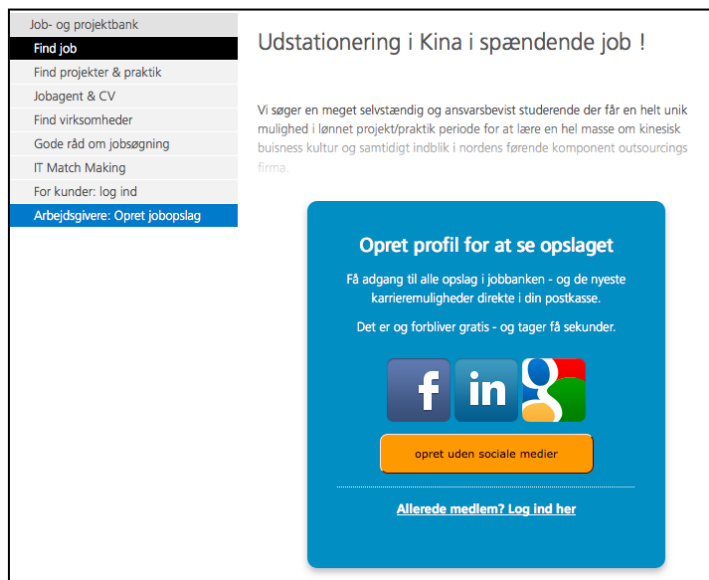 Job- og projektbank
Find job
Find projekter & praktik
Jobagent & CV
Find virksomheder
Gode råd om jobsøgning
IT Match Making
For kunder: log ind
Arbejdsgivere: Opret jobopslag
Udstationering i Kina i spændende job !
Vi søger en meget selvstændig og ansvarsbevist studerende der får en helt unik
mulighed i lønnet projekt/praktik periode for at lære en hel masse om kinesisk
buisness kultur og samtidigt indblik i nordens førende komponent outsourcings
firma.
Opret profil for at se opslaget
Få adgang til alle opslag i jobbanken - og de nyeste
karrieremuligheder direkte i din postkasse.
Det er og forbliver gratis - og tager få sekunder.
f in g
opret uden sociale medier
Allerede medlem? Log ind her